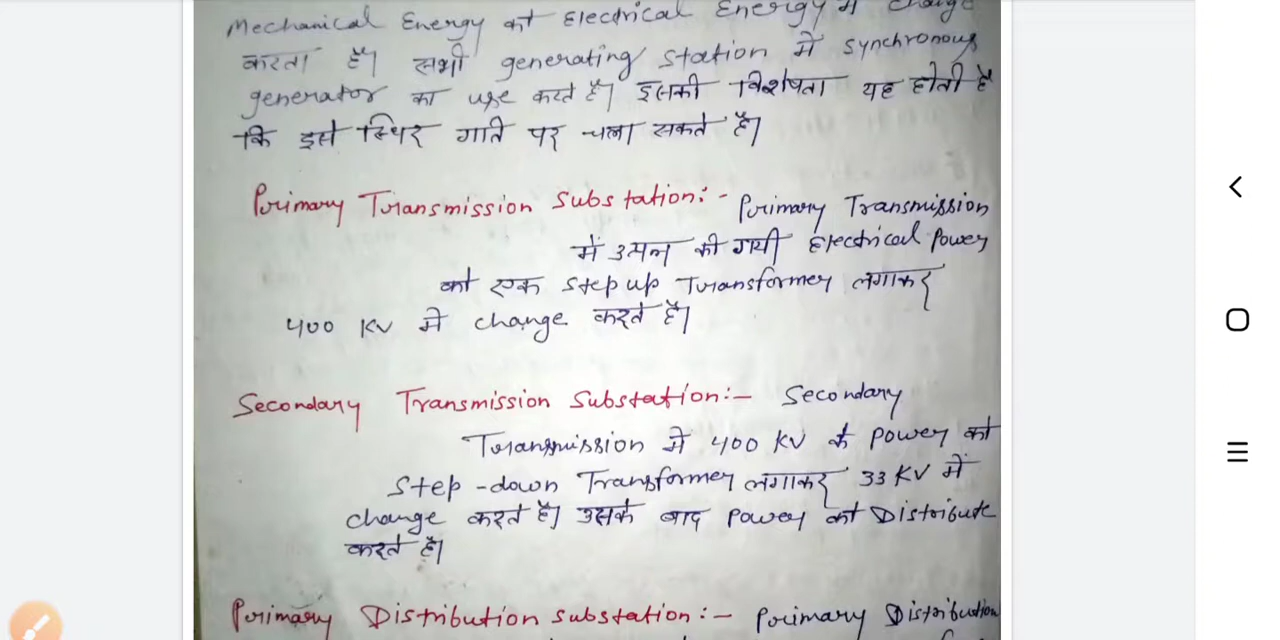 Mechanical Energy को Electrical Energy में change
करता है। सभी generating station में synchronous
generator का use करते है। इसकी विशेषता यह होती है
कि इसे स्थिर गति पर चला सकते है।
Primary Transmission Substation:- Primary Transmission
में उत्पन्न की गयी Electrical Power
को एक Step up Transformer लगाकर
400 KV में change करते है।
Secondary Transmission Substation:- Secondary
Transmission में 400 KV के Power को
Step-down Transformer लगाकर 33 KV में
change करते है। उसके बाद Power को Distribute
करते है।
Primary Distribution Substation:- Primary Distribution